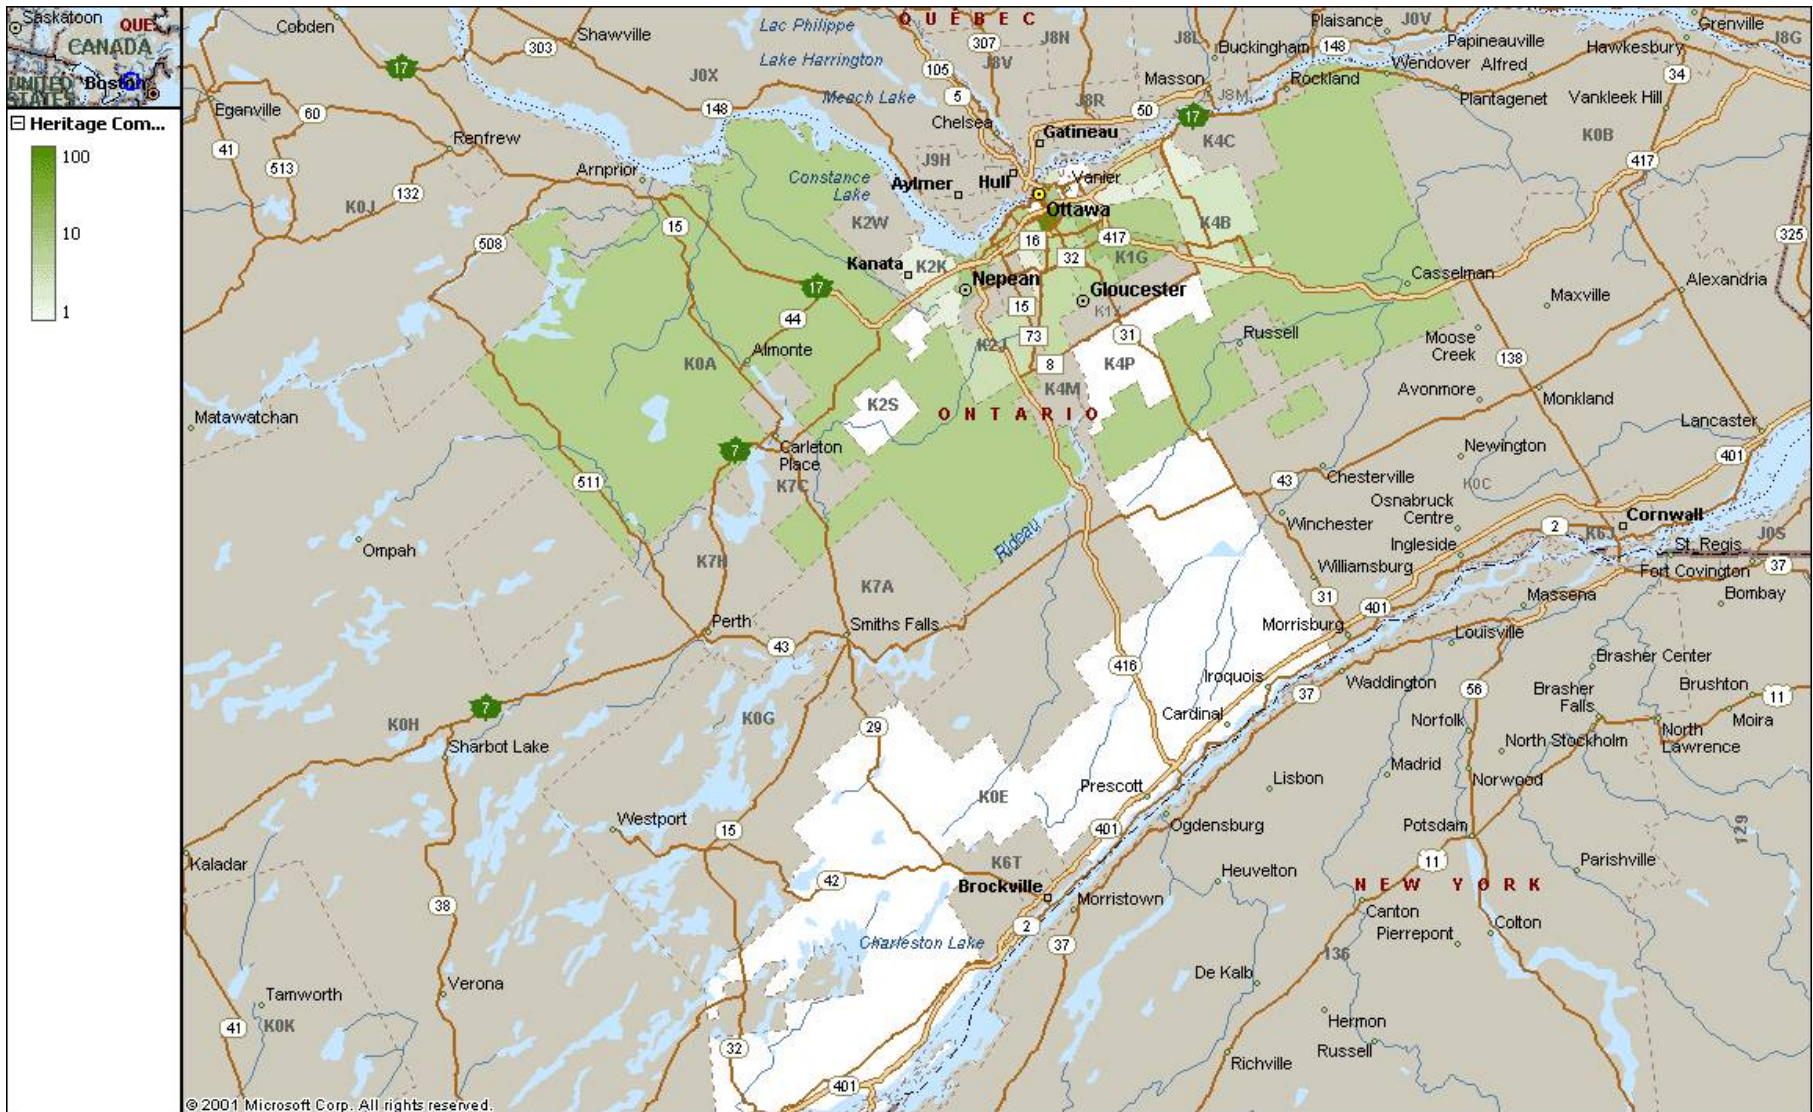 Saskatoon
QUE.
CANADA
UNITED
STATES
Boston
Heritage Com...
100
10
1
Cobden
17
303
Shawville
Lac Philippe
Lake Harrington
Meach Lake
QUÉBEC
307
J8V
J8N
J8L
Plaisance
J0V
Grenville
J8G
Buckingham
148
Papineauville
Hawkesbury
Wendover
Alfred
Masson
Rockland
34
Eganville
60
J0X
148
105
5
J8R
50
J8M
17
Plantagenet
Vankleek Hill
Chelsea
Gatineau
K4C
K0B
41
513
Renfrew
Arnprior
J9H
Aylmer
Hull
Vanier
417
132
K0J
Constance
Lake
Ottawa
K2W
K4B
508
15
16
417
325
Kanata
K2K
32
K1G
Nepean
Gloucester
Casselman
Alexandria
17
15
Maxville
44
73
31
Russell
Moose
Creek
K0A
Almonte
K2J
8
K4P
138
K4M
Avonmore
Monkland
K2S
ONTARIO
Matawatchan
Lancaster
7
Carleton
Place
Newington
401
K7C
43
Chesterville
K0C
511
Osnabruck
Centre
Winchester
2
Cornwall
Rideau
Ingleside
K6J
St. Regis
J0S
Ompah
K7H
Williamsburg
Fort Covington
37
K7A
31
401
Massena
Bombay
Perth
Smiths Falls
Morrisburg
Louisville
43
416
Brasher Center
Iroquois
Waddington
37
56
Brasher
Falls
Brushton
11
7
K0H
K0G
29
Cardinal
Norfolk
Moira
Sharbot Lake
North Stockholm
North
Lawrence
Madrid
Lisbon
Norwood
K0E
Prescott
Westport
15
401
Ogdensburg
Potsdam
129
Kaladar
K6T
11
Parishville
42
Brockville
Heuvelton
NEW YORK
38
Morristown
Canton
2
Pierrepont
Colton
Charleston Lake
37
136
De Kalb
Verona
Tamworth
41
K0K
Hermon
32
Russell
Richville
401
© 2001 Microsoft Corp. All rights reserved.